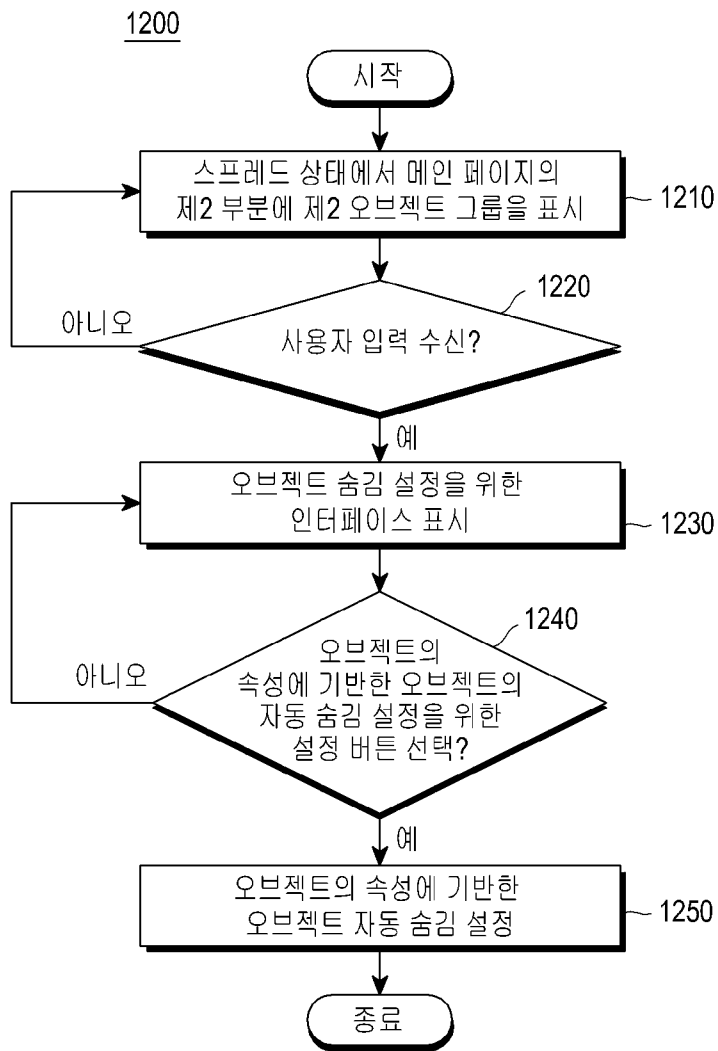 1200
시작
스프레드 상태에서 메인 페이지의
제2 부분에 제2 오브젝트 그룹을 표시
1210
1220
아니오
사용자 입력 수신?
예
오브젝트 숨김 설정을 위한
인터페이스 표시
1230
1240
아니오
오브젝트의
속성에 기반한 오브젝트의
자동 숨김 설정을 위한
설정 버튼 선택?
예
오브젝트의 속성에 기반한
오브젝트 자동 숨김 설정
1250
종료